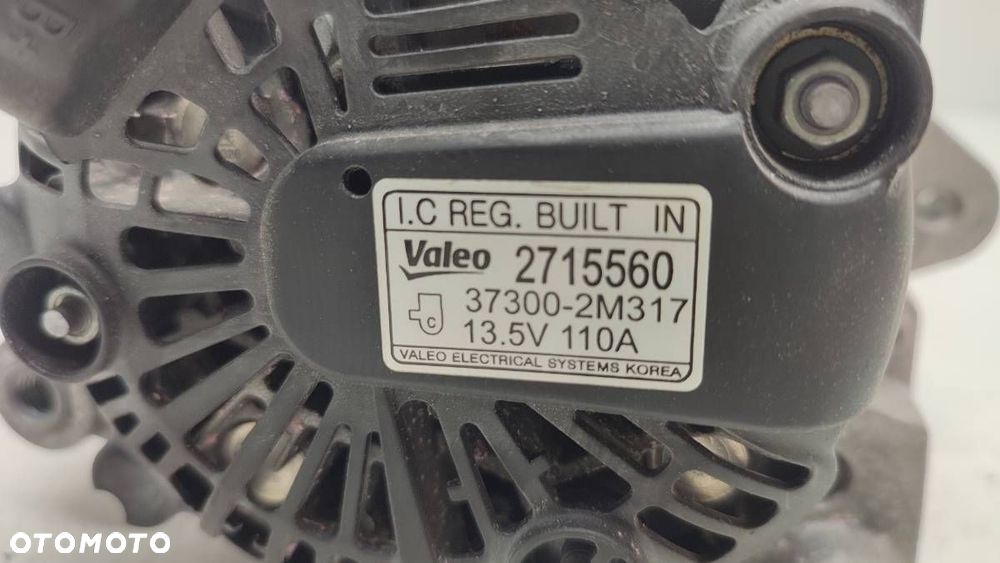 B
I.C REG. BUILT IN
Valeo 2715560
37300-2M317
C 13.5V 110A
VALEO ELECTRICAL SYSTEMS KOREA
OTOMOTO